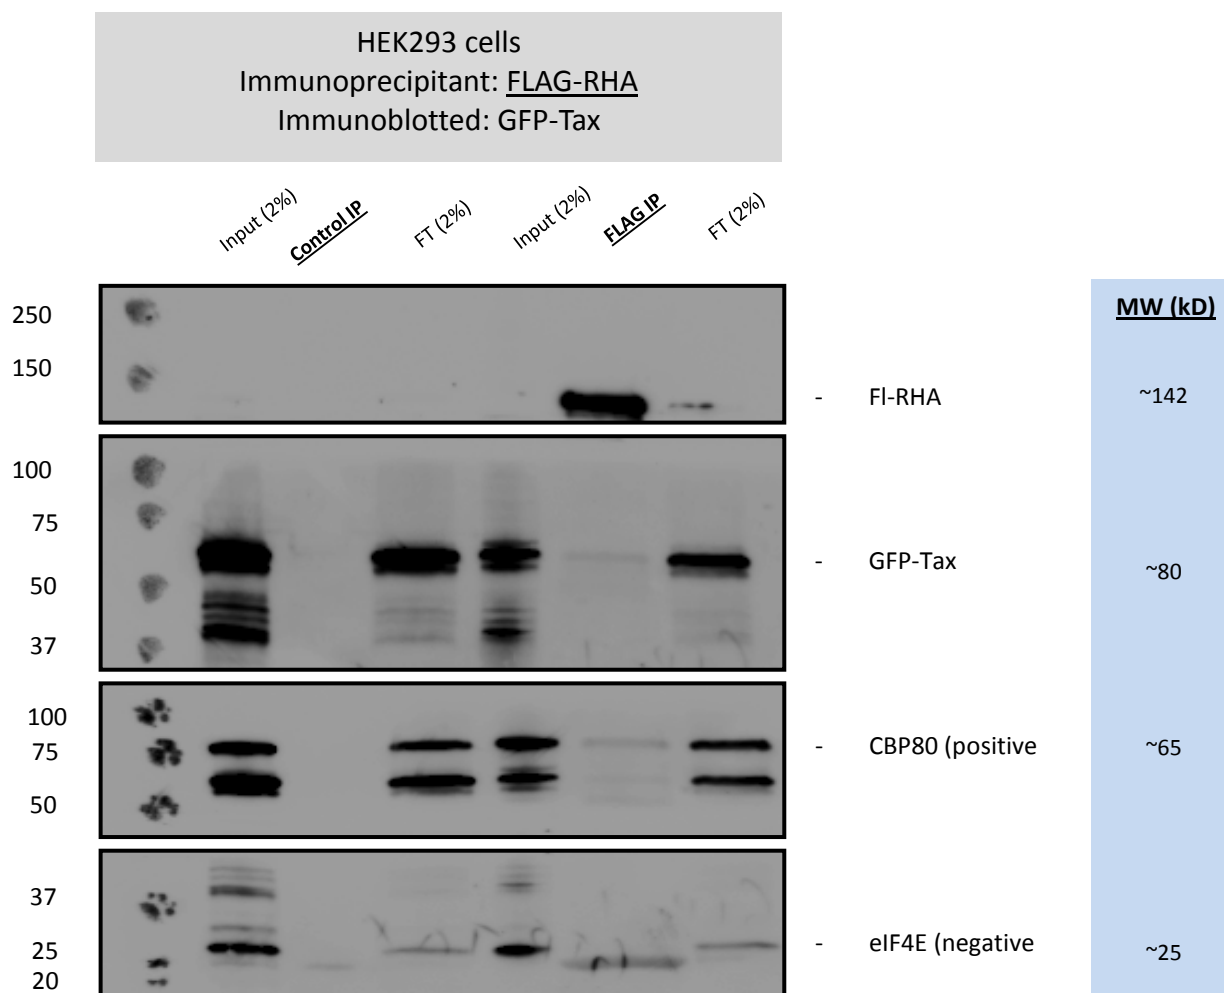 HEK293 cells
Immunoprecipitant: FLAG-RHA
Immunoblotted: GFP-Tax
Input (2%)
Control IP
FT (2%)
Input (2%)
FLAG IP
FT (2%)
MW (kD)
250
150
Fl-RHA
~142
- 
100
75
50
37
- GFP-Tax
~80
100
75
50
- CBP80 (positive
~65
37
25
20
- eIF4E (negative
~25